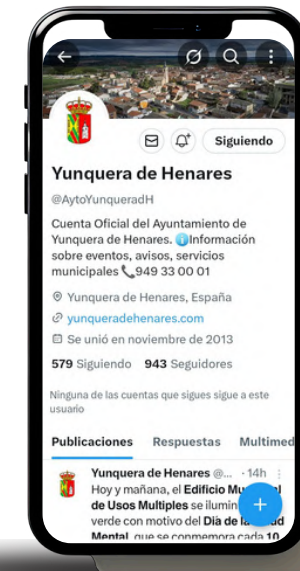 Siguiendo
Yunquera de Henares
@AytoYunqueradH
Cuenta Oficial del Ayuntamiento de
Yunquera de Henares. Información
sobre eventos, avisos, servicios
municipales 949 33 00 01
Yunquera de Henares, España
yunqueradehenares.com
Se unió en noviembre de 2013
579 Siguiendo 943 Seguidores
Ninguna de las cuentas que sigues sigue a este
usuario
Publicaciones Respuestas Multimed
Yunquera de Henares @... · 14h
Hoy y mañana, el Edificio
de Usos Multiples se ilumin
verde con motivo del Día de la
Mental, que se conmemora cada 10